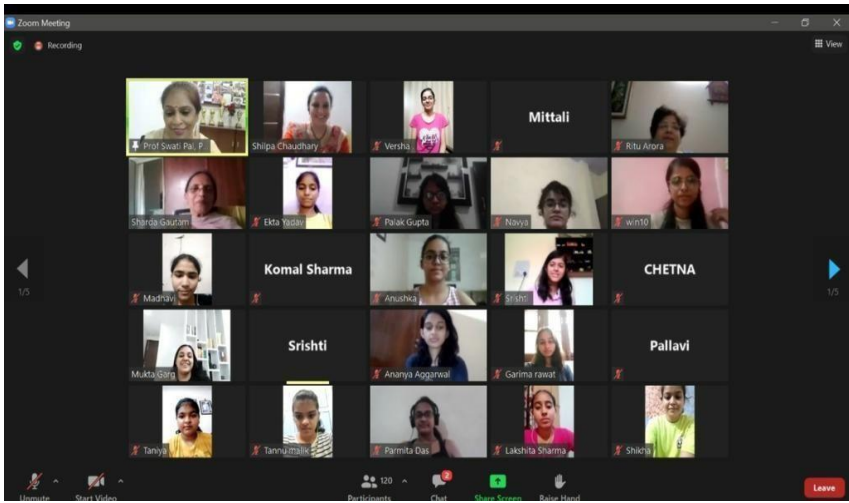 Zoom Meeting
Recording
View
Prof Swati Pal, P...
Shilpa Chaudhary
Versha
Mittali
Ritu Arora
Sharda Gautam
Ekta Yadav
Palak Gupta
Navya
win10
Madhavi
Komal Sharma
Anushka
Srishti
CHETNA
1/5
1/5
Mukta Garg
Srishti
Ananya Aggarwal
Garima rawat
Pallavi
Taniya
Tannu malik
Parmita Das
Lakshita Sharma
Shikha
120
2
Unmute
Start Video
Participants
Chat
Share Screen
Raise Hand
Leave